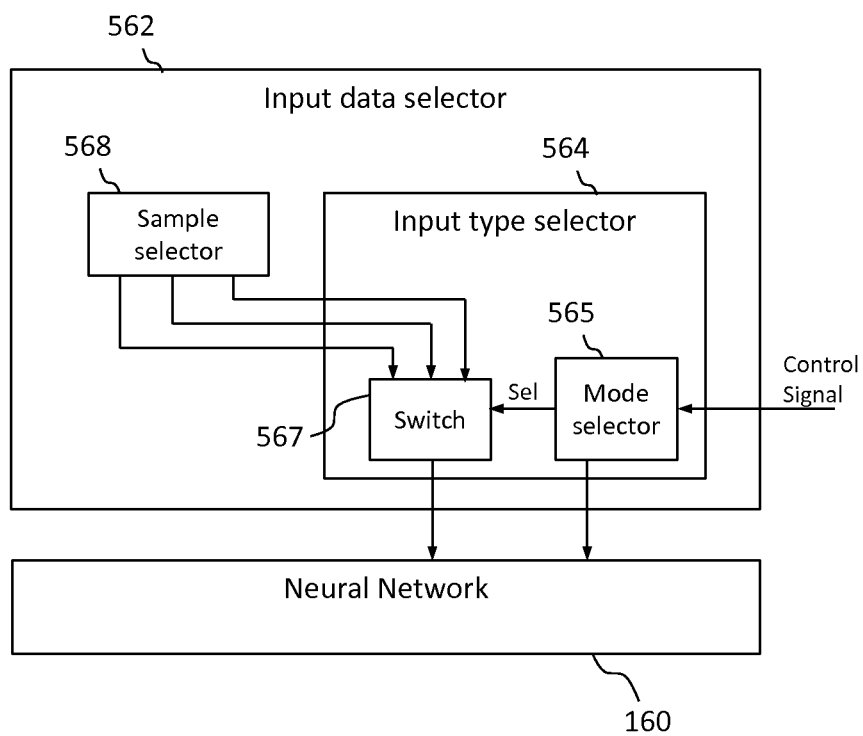 562
Input data selector
568
564
Sample
selector
Input type selector
565
Control
Signal
Sel
Mode
selector
Switch
567
Neural Network
160